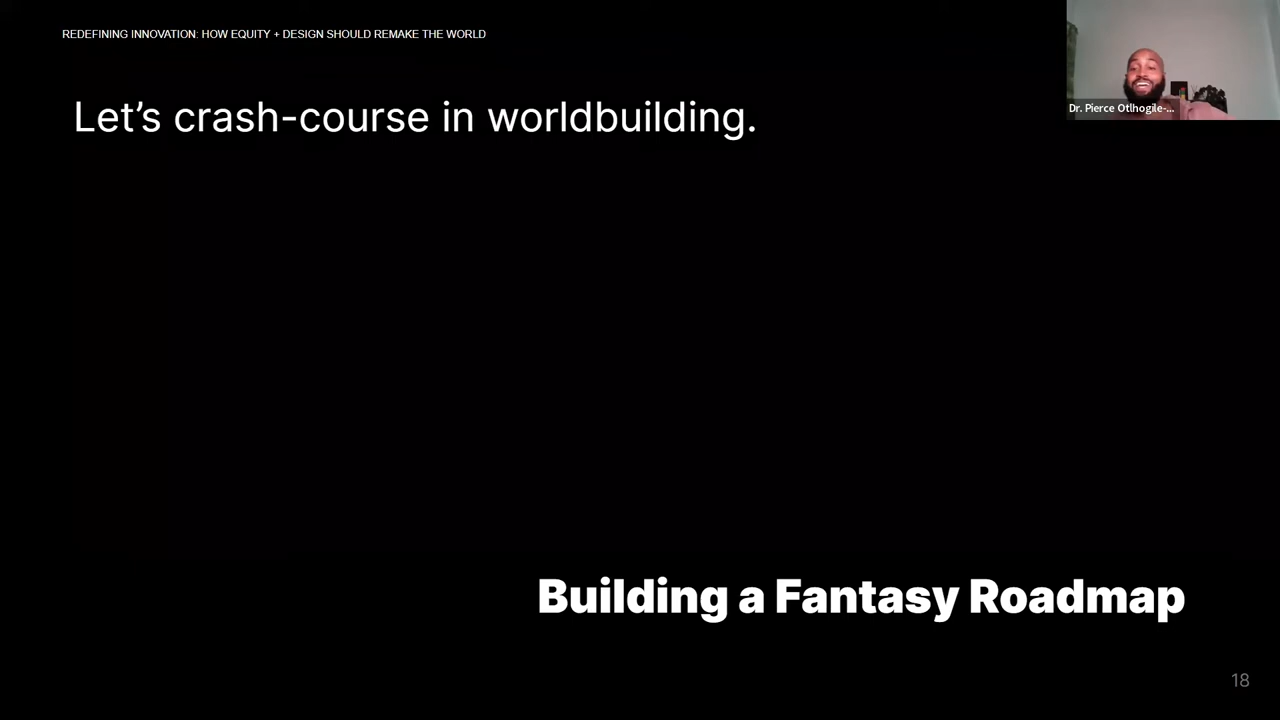 REDEFINING INNOVATION: HOW EQUITY + DESIGN SHOULD REMAKE THE WORLD
Dr. Pierce Otlhogile-...
Let’s crash-course in worldbuilding.
Building a Fantasy Roadmap
18